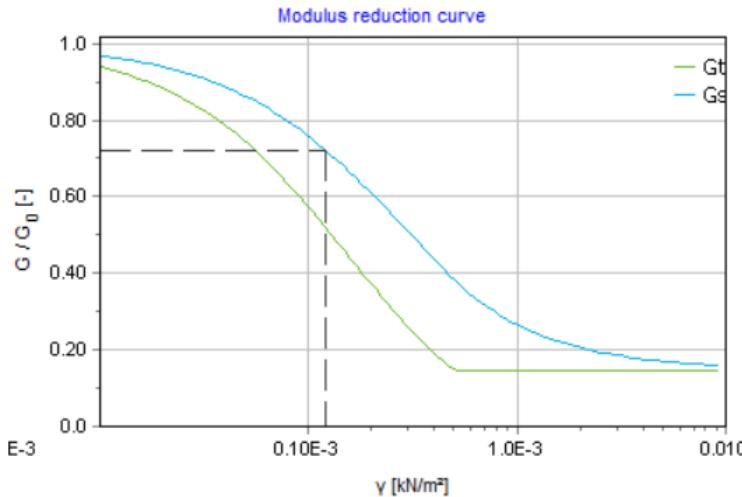 Modulus reduction curve
1.0
Gt
Gs
0.80
0.60
G / G₀ [-]
0.40
0.20
0.0
E-3 0.10E-3 1.0E-3 0.010
γ [kN/m²]